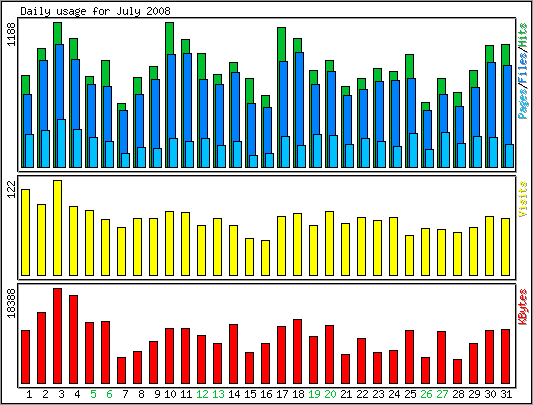 Daily usage for July 2008
1188
Pages/Files/Hits
122
Visits
18388
KBytes
1 2 3 4 5 6 7 8 9 10 11 12 13 14 15 16 17 18 19 20 21 22 23 24 25 26 27 28 29 30 31